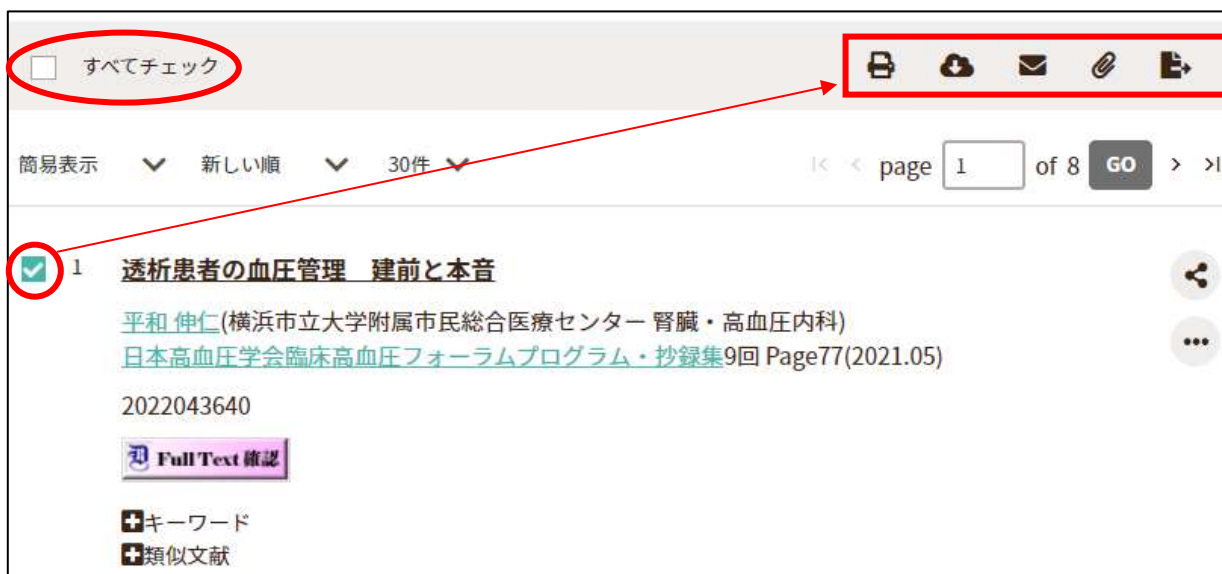 すべてチェック
簡易表示 新しい順 30件 page 1 of 8 GO
1 透析患者の血圧管理　建前と本音
平和 伸仁(横浜市立大学附属市民総合医療センター 腎臓・高血圧内科)
日本高血圧学会臨床高血圧フォーラムプログラム・抄録集9回 Page77(2021.05)
2022043640
Full Text 確認
キーワード
類似文献